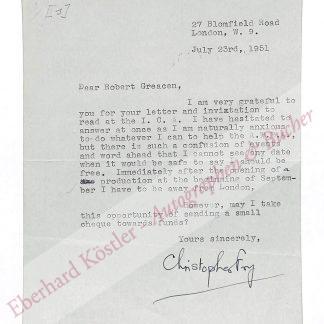 [2]
27 Blomfield Road
London, W. 9.
July 23rd, 1951
Dear Robert Greacen,
I am very grateful to
you for your letter and invixtation to
read at the I. C. A. I have hesitated to
answer at once as I am naturally anxious
to do whatever I can to help the
but there is such a confusion of events
and word ahead that I cannot see any date
when it would be safe to say I should be
free. Immediately after the opening of a
production at the beginning of Septem-
ber I have to be away from London,
However, may I take
this opportunity of sending a small
cheque towards funds?
Yours sincerely,
Christopher Fry
Eberhard Köstler - Autographen & Bücher